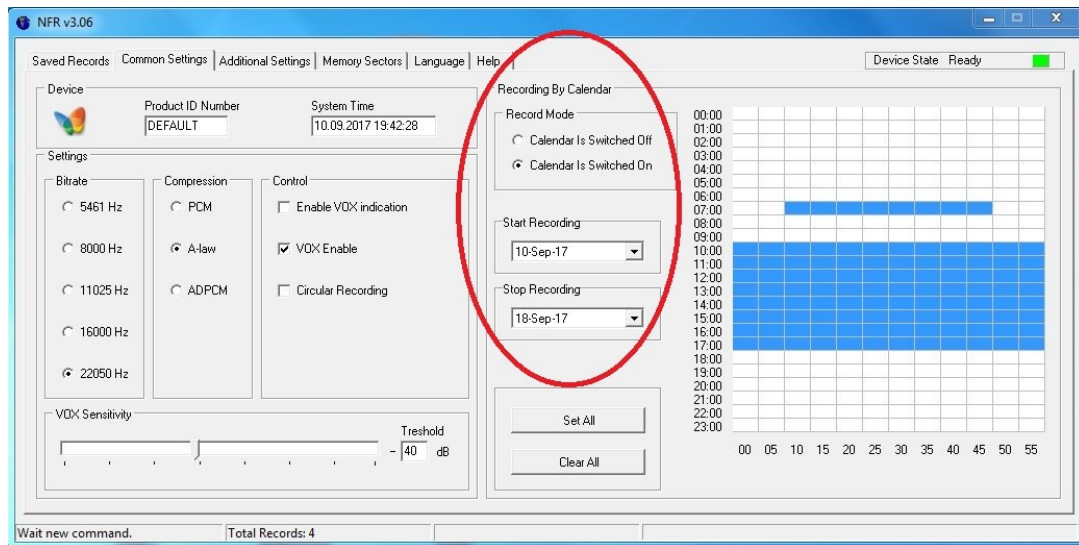 NFR v3.06
Saved Records Common Settings Additional Settings Memory Sectors Language Help
Device State Ready
Device
Product ID Number System Time
DEFAULT 10.09.2017 19:42:28
Settings
Bitrate
5461 Hz
8000 Hz
11025 Hz
16000 Hz
22050 Hz
Compression
PCM
A-law
ADPCM
Control
Enable VOX indication
VOX Enable
Circular Recording
VOX Sensitivity
Treshold
- 40 dB
Recording By Calendar
Record Mode
Calendar Is Switched Off
Calendar Is Switched On
Start Recording
10-Sep-17
Stop Recording
18-Sep-17
Set All
Clear All
00:00
01:00
02:00
03:00
04:00
05:00
06:00
07:00
08:00
09:00
10:00
11:00
12:00
13:00
14:00
15:00
16:00
17:00
18:00
19:00
20:00
21:00
22:00
23:00
00 05 10 15 20 25 30 35 40 45 50 55
Wait new command. Total Records: 4